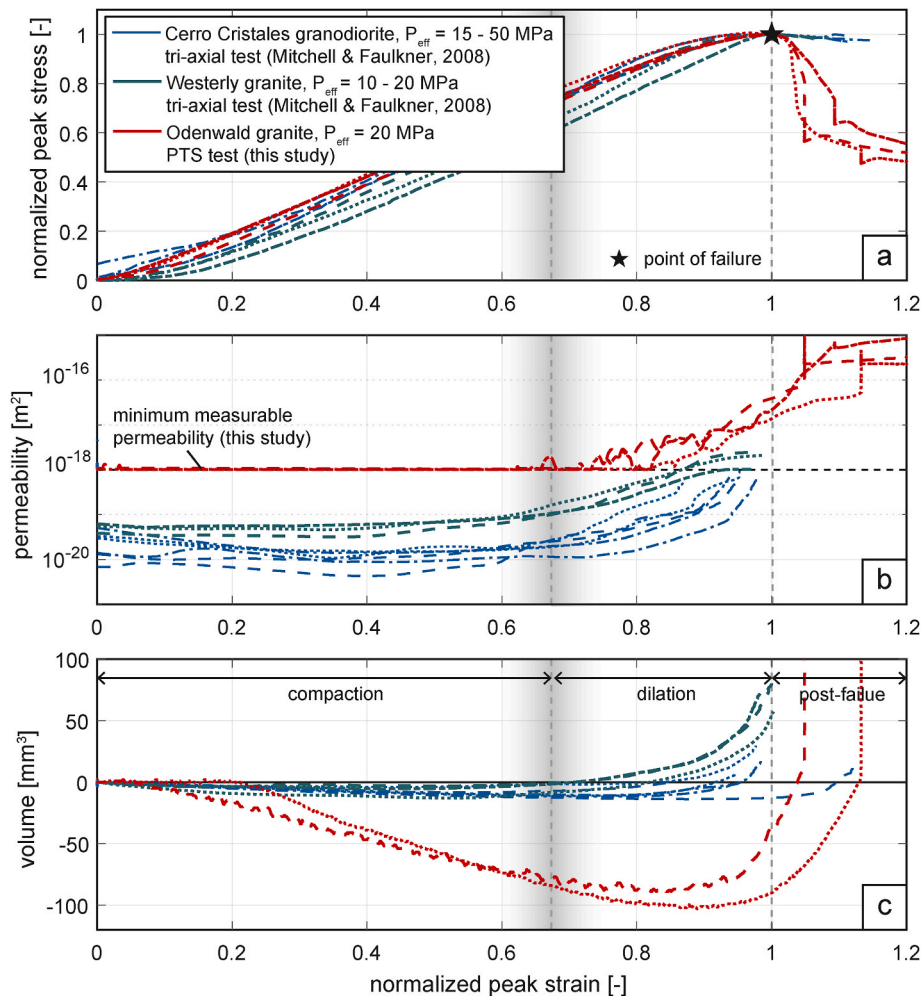 normalized peak stress [-]
1
0.8
0.6
0.4
0.2
0
Cerro Cristales granodiorite, Peff = 15 - 50 MPa
tri-axial test (Mitchell & Faulkner, 2008)
Westerly granite, Peff = 10 - 20 MPa
tri-axial test (Mitchell & Faulkner, 2008)
Odenwald granite, Peff = 20 MPa
PTS test (this study)
★ point of failure
a
0 0.2 0.4 0.6 0.8 1 1.2
permeability [m²]
10⁻¹⁶
10⁻¹⁸
10⁻²⁰
minimum measurable
permeability (this study)
b
0 0.2 0.4 0.6 0.8 1 1.2
volume [mm³]
100
50
0
-50
-100
compaction dilation post-failue
c
0 0.2 0.4 0.6 0.8 1 1.2
normalized peak strain [-]